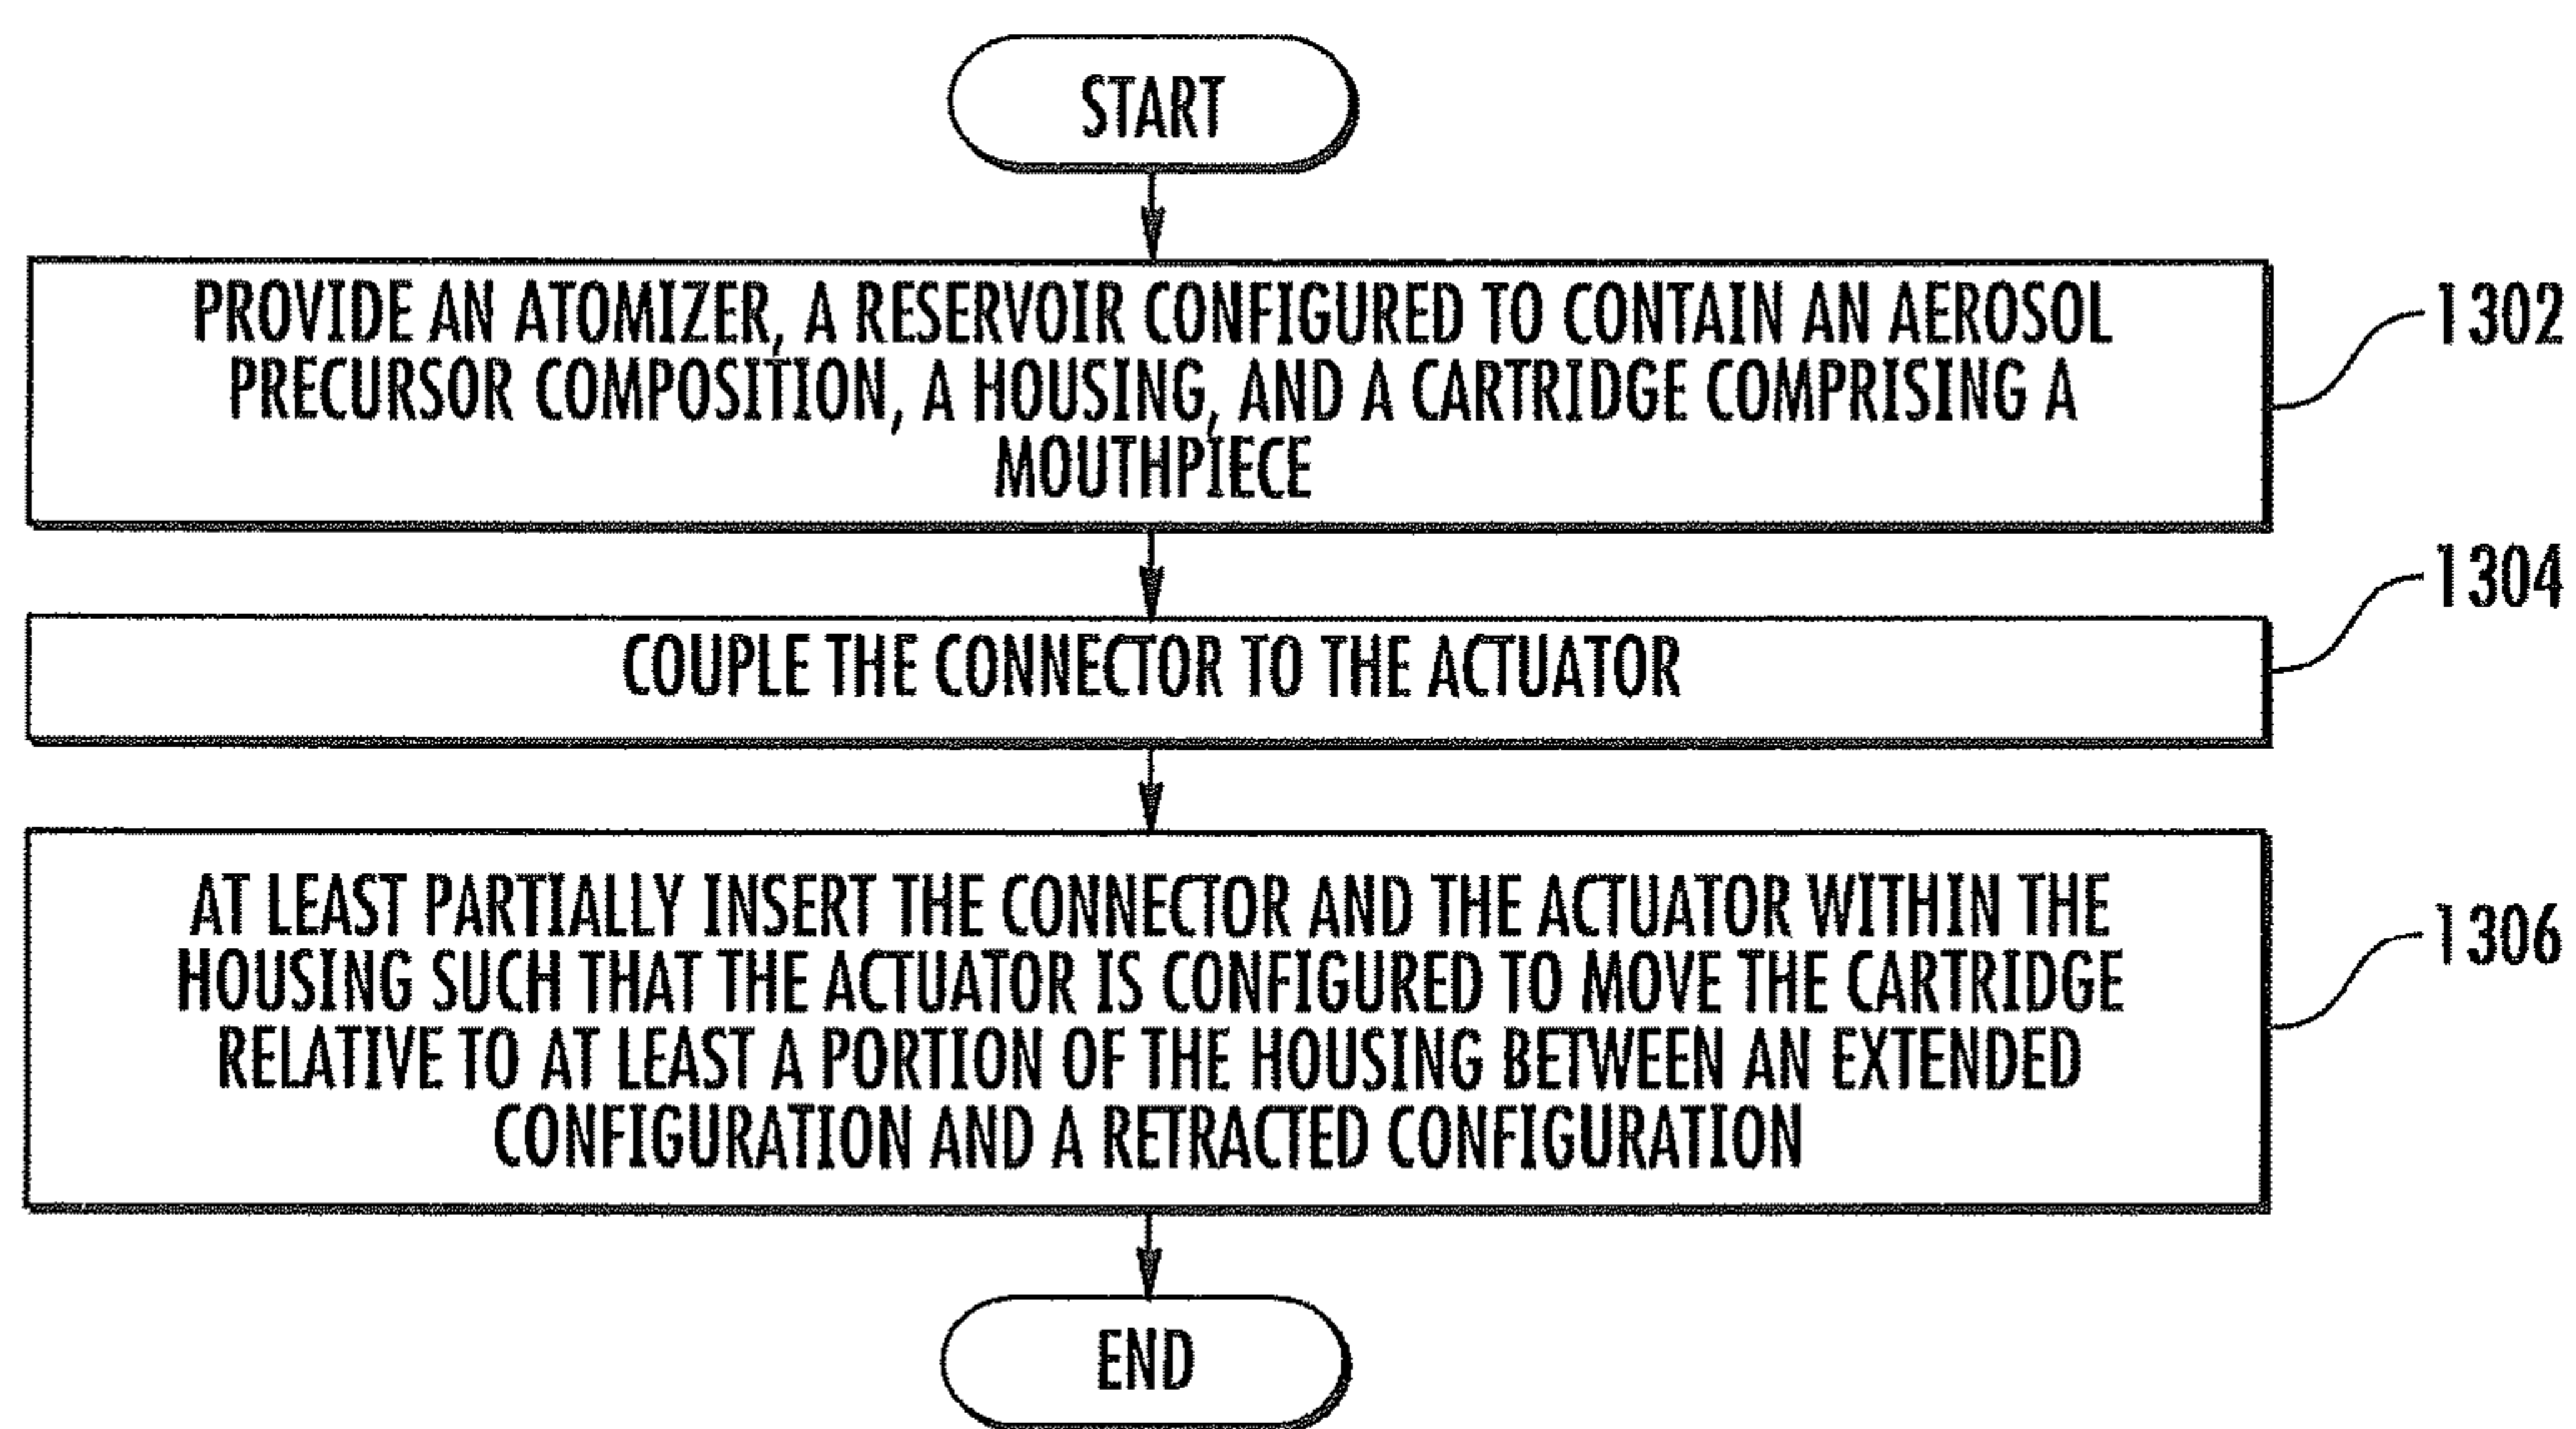 START
PROVIDE AN ATOMIZER, A RESERVOIR CONFIGURED TO CONTAIN AN AEROSOL
PRECURSOR COMPOSITION, A HOUSING, AND A CARTRIDGE COMPRISING A
MOUTHPIECE
1302
COUPLE THE CONNECTOR TO THE ACTUATOR
1304
AT LEAST PARTIALLY INSERT THE CONNECTOR AND THE ACTUATOR WITHIN THE
HOUSING SUCH THAT THE ACTUATOR IS CONFIGURED TO MOVE THE CARTRIDGE
RELATIVE TO AT LEAST A PORTION OF THE HOUSING BETWEEN AN EXTENDED
CONFIGURATION AND A RETRACTED CONFIGURATION
1306
END